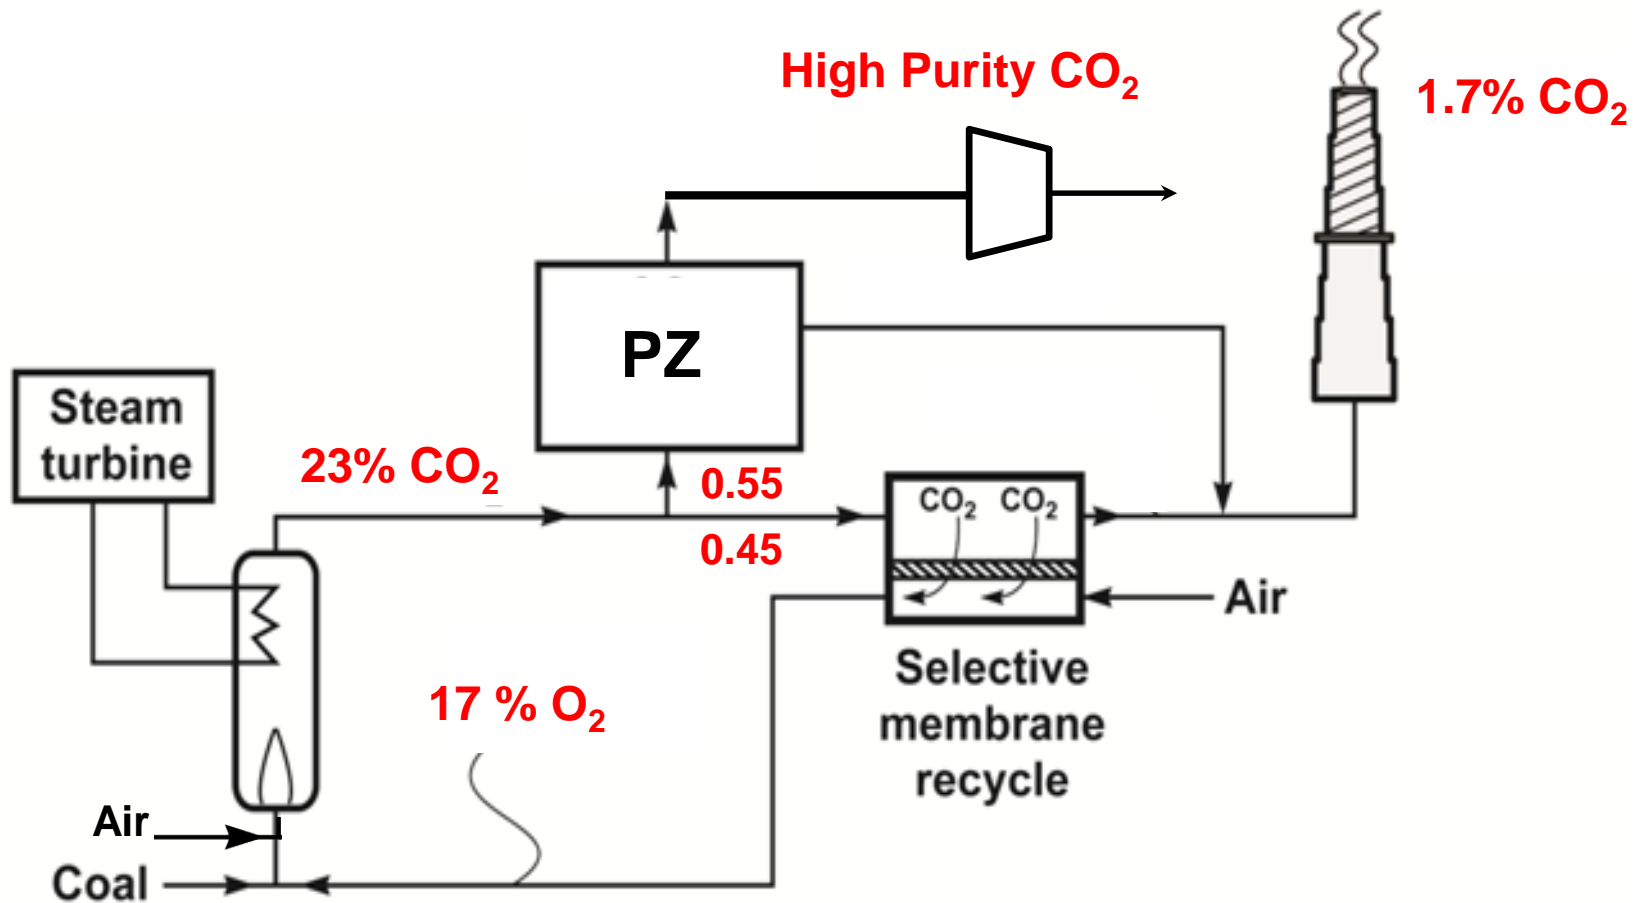 High Purity CO₂
1.7% CO₂
PZ
Steam
turbine
23% CO₂
0.55
0.45
CO₂ CO₂
Air
Selective
membrane
recycle
17 % O₂
Air
Coal